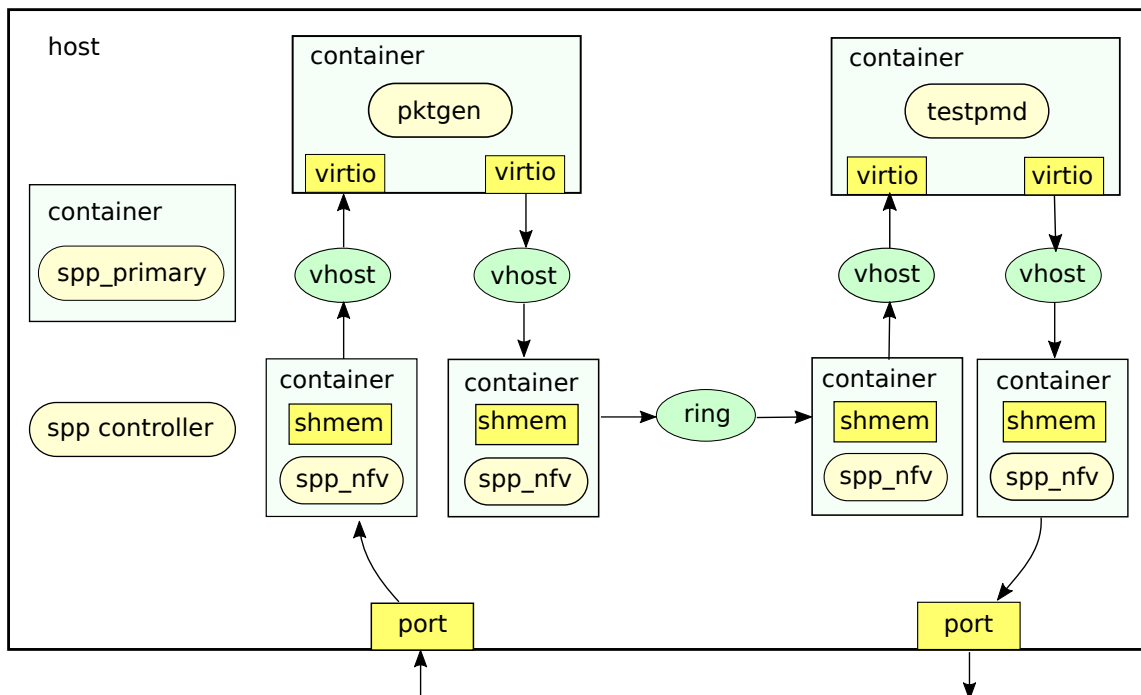 host
container
pktgen
virtio
virtio
container
testpmd
virtio
virtio
container
spp_primary
vhost
vhost
vhost
vhost
spp controller
container
shmem
spp_nfv
container
shmem
spp_nfv
ring
container
shmem
spp_nfv
container
shmem
spp_nfv
port
port